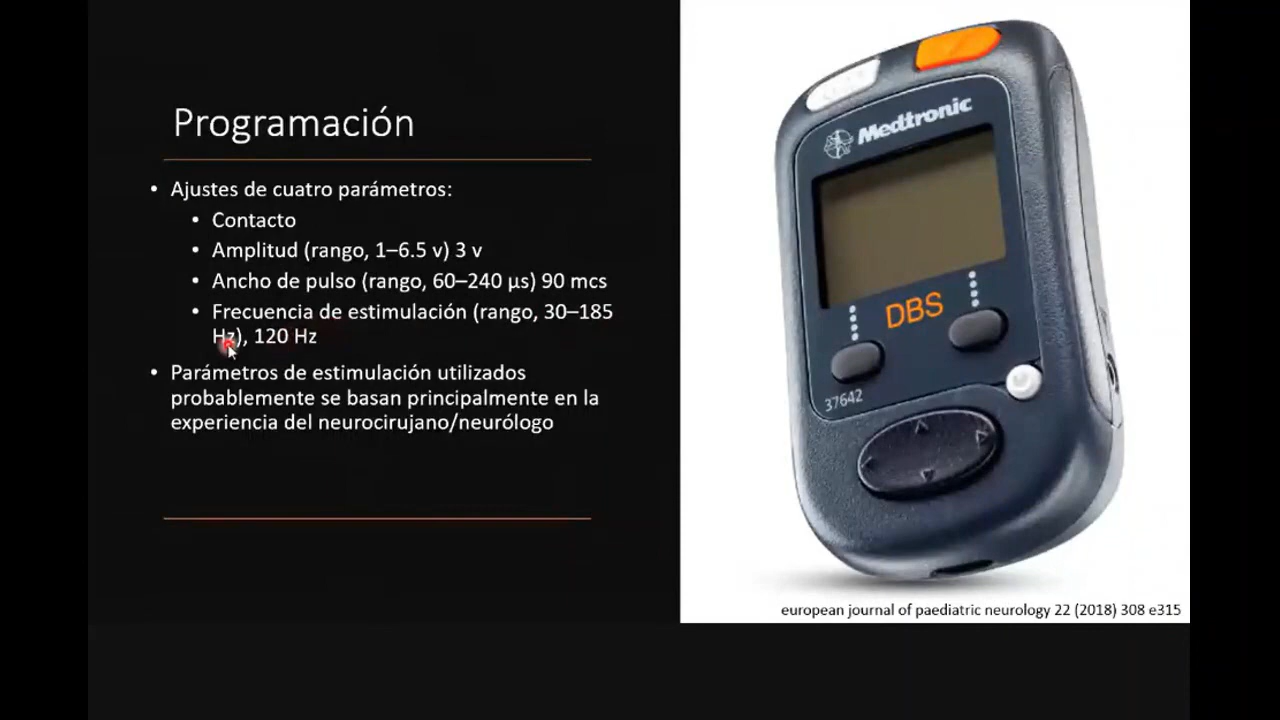 Programación
• Ajustes de cuatro parámetros:
• Contacto
• Amplitud (rango, 1–6.5 v) 3 v
• Ancho de pulso (rango, 60–240 µs) 90 mcs
• Frecuencia de estimulación (rango, 30–185
Hz), 120 Hz
• Parámetros de estimulación utilizados
probablemente se basan principalmente en la
experiencia del neurocirujano/neurólogo
Medtronic
DBS
37642
european journal of paediatric neurology 22 (2018) 308 e315